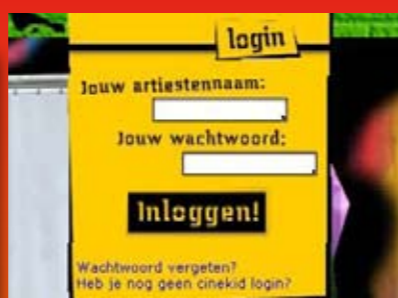 login
Jouw artiestennaam:
Jouw wachtwoord:
Inloggen!
Wachtwoord vergeten?
Heb je nog geen cinekid login?